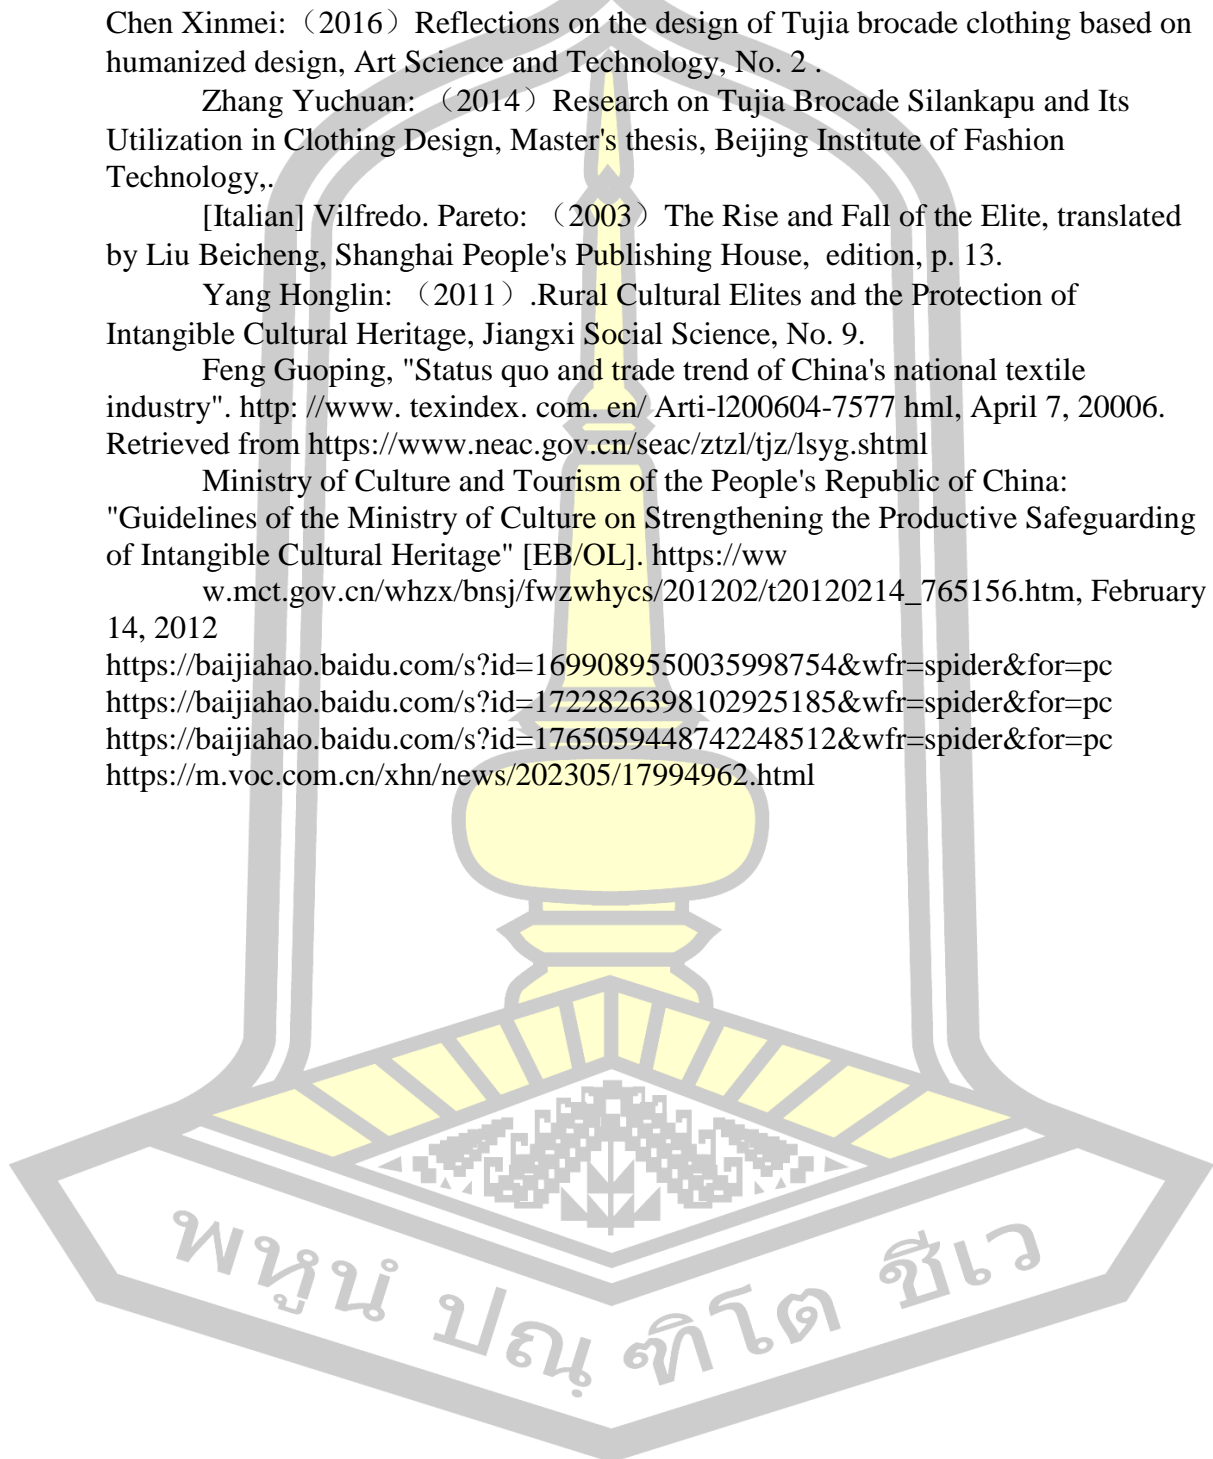 Chen Xinmei:（2016）Reflections on the design of Tujia brocade clothing based on
humanized design, Art Science and Technology, No. 2 .
Zhang Yuchuan: （2014）Research on Tujia Brocade Silankapu and Its
Utilization in Clothing Design, Master's thesis, Beijing Institute of Fashion
Technology,.
[Italian] Vilfredo. Pareto: （2003）The Rise and Fall of the Elite, translated
by Liu Beicheng, Shanghai People's Publishing House,  edition, p. 13.
Yang Honglin: （2011）.Rural Cultural Elites and the Protection of
Intangible Cultural Heritage, Jiangxi Social Science, No. 9.
Feng Guoping, "Status quo and trade trend of China's national textile
industry". http: //www. texindex. com. en/ Arti-l200604-7577 hml, April 7, 20006.
Retrieved from https://www.neac.gov.cn/seac/ztzl/tjz/lsyg.shtml
Ministry of Culture and Tourism of the People's Republic of China:
"Guidelines of the Ministry of Culture on Strengthening the Productive Safeguarding
of Intangible Cultural Heritage" [EB/OL]. https://ww
w.mct.gov.cn/whzx/bnsj/fwzwhycs/201202/t20120214_765156.htm, February
14, 2012
https://baijiahao.baidu.com/s?id=1699089550035998754&wfr=spider&for=pc
https://baijiahao.baidu.com/s?id=1722826398102925185&wfr=spider&for=pc
https://baijiahao.baidu.com/s?id=1765059448742248512&wfr=spider&for=pc
https://m.voc.com.cn/xhn/news/202305/17994962.html
พหูนํ ปณฺฑิโต ชีเว